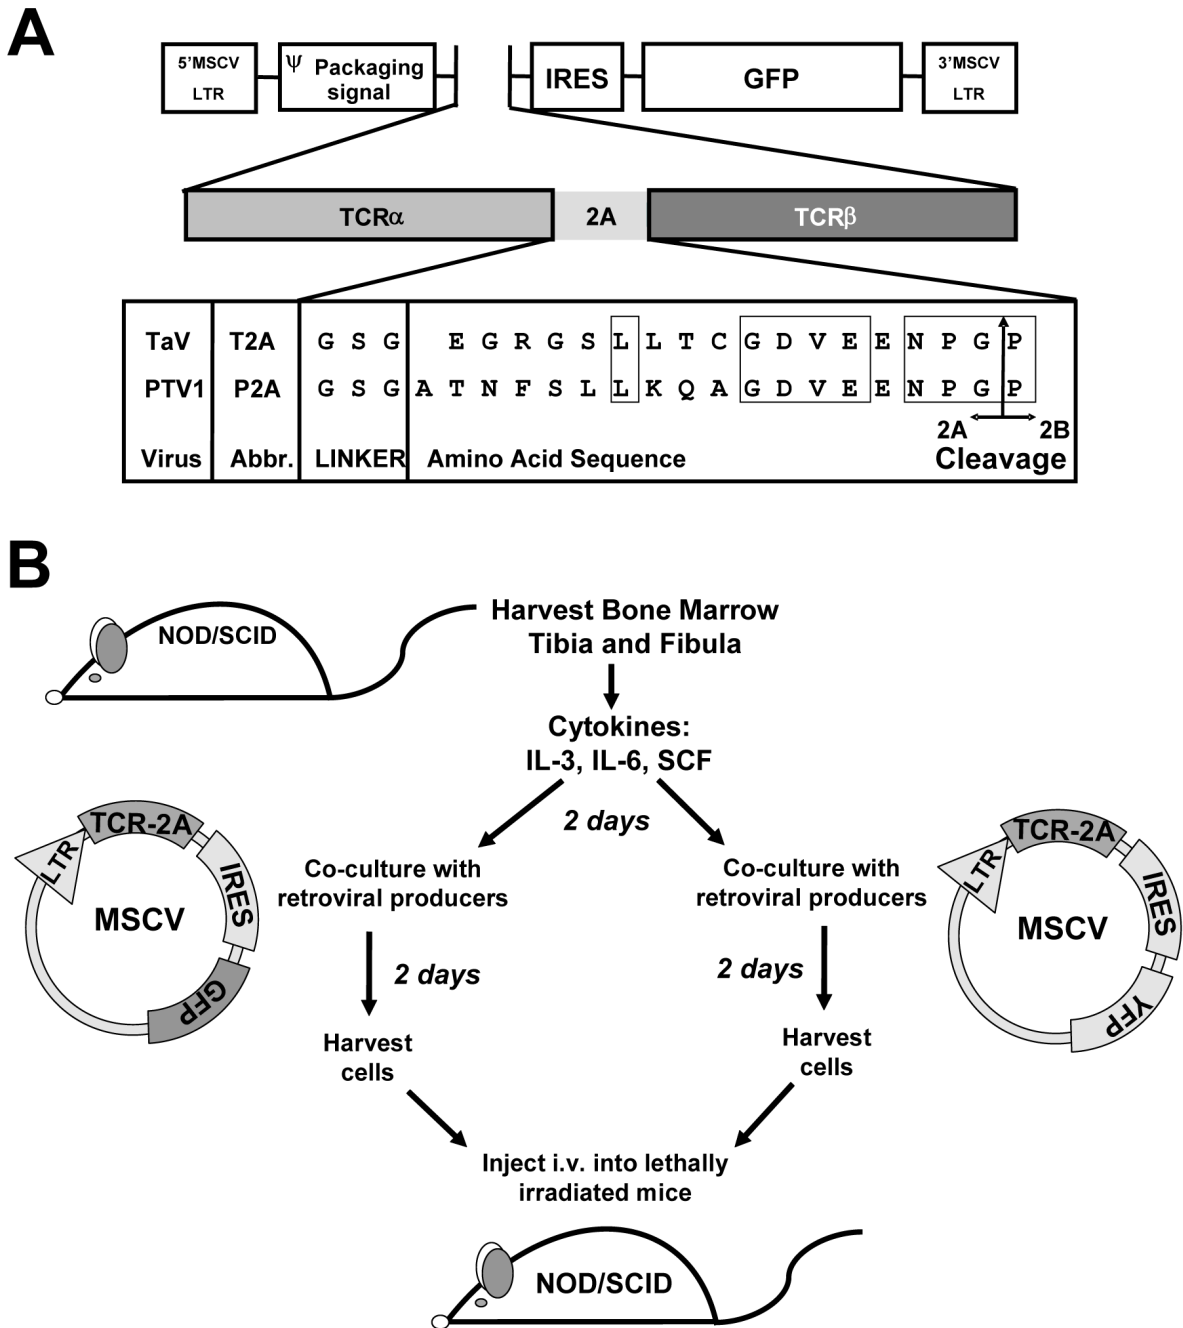 A
5'MSCV
LTR
Ψ Packaging
signal
IRES
GFP
3'MSCV
LTR
TCRα
2A
TCRβ
TaV T2A G S G E G R G S L L T C G D V E E N P G P
PTV1 P2A G S G A T N F S L L K Q A G D V E E N P G P
2A 2B
Virus Abbr. LINKER Amino Acid Sequence Cleavage
B
NOD/SCID
Harvest Bone Marrow
Tibia and Fibula
Cytokines:
IL-3, IL-6, SCF
2 days
LTR
TCR-2A
IRES
GFP
MSCV
Co-culture with
retroviral producers
Co-culture with
retroviral producers
LTR
TCR-2A
IRES
YFP
MSCV
2 days
2 days
Harvest
cells
Harvest
cells
Inject i.v. into lethally
irradiated mice
NOD/SCID